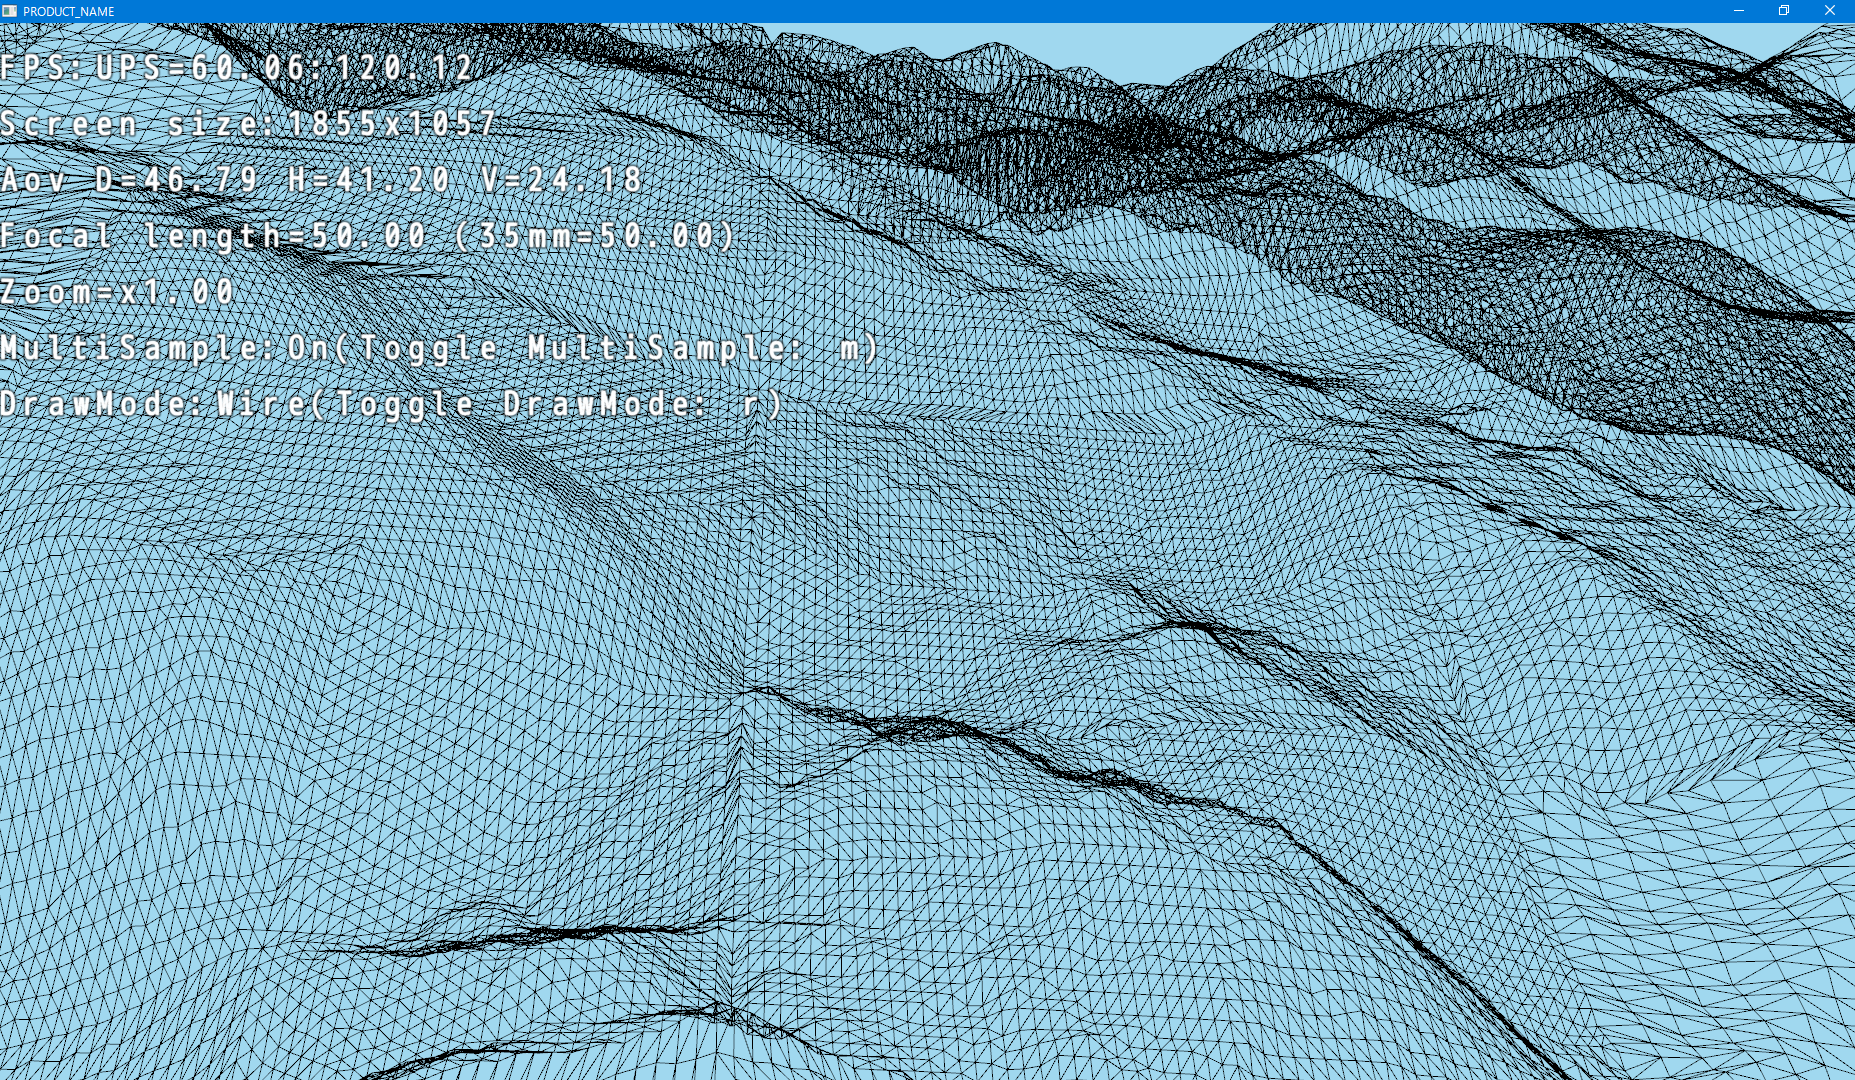 PRODUCT_NAME
FPS:UPS=60.06:120.12
Screen size:1855x1057
Aov D=46.79 H=41.20 V=24.18
Focal length=50.00 (35mm=50.00)
Zoom=x1.00
MultiSample:On(Toggle MultiSample: m)
DrawMode:Wire(Toggle DrawMode: r)